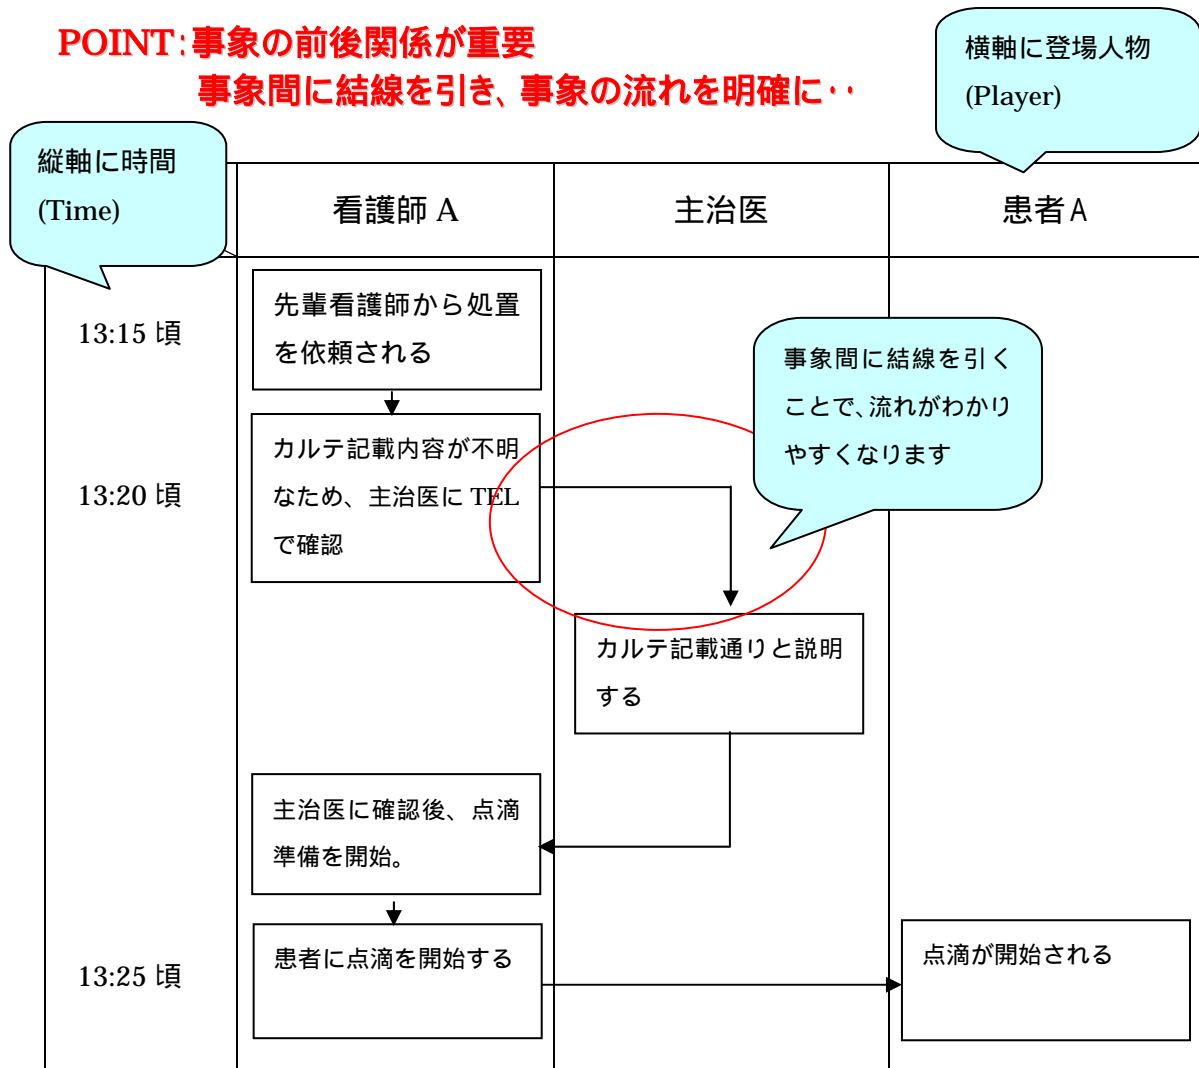 POINT:事象の前後関係が重要
事象間に結線を引き、事象の流れを明確に‥
横軸に登場人物
(Player)
縦軸に時間
(Time)
看護師 A
主治医
患者A
13:15 頃
先輩看護師から処置
を依頼される
事象間に結線を引く
ことで、流れがわかり
やすくなります
13:20 頃
カルテ記載内容が不明
なため、主治医に TEL
で確認
カルテ記載通りと説明
する
主治医に確認後、点滴
準備を開始。
13:25 頃
患者に点滴を開始する
点滴が開始される